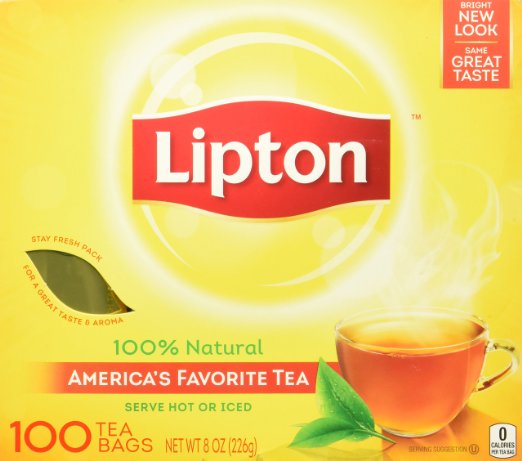 BRIGHT
NEW
LOOK
SAME
GREAT
TASTE
Lipton
™
STAY FRESH PACK
FOR A GREAT TASTE & AROMA
100% Natural
AMERICA'S FAVORITE TEA
SERVE HOT OR ICED
100 TEA BAGS NET WT 8 OZ (226g)
SERVING SUGGESTION U
0
CALORIES
PER TEA BAG